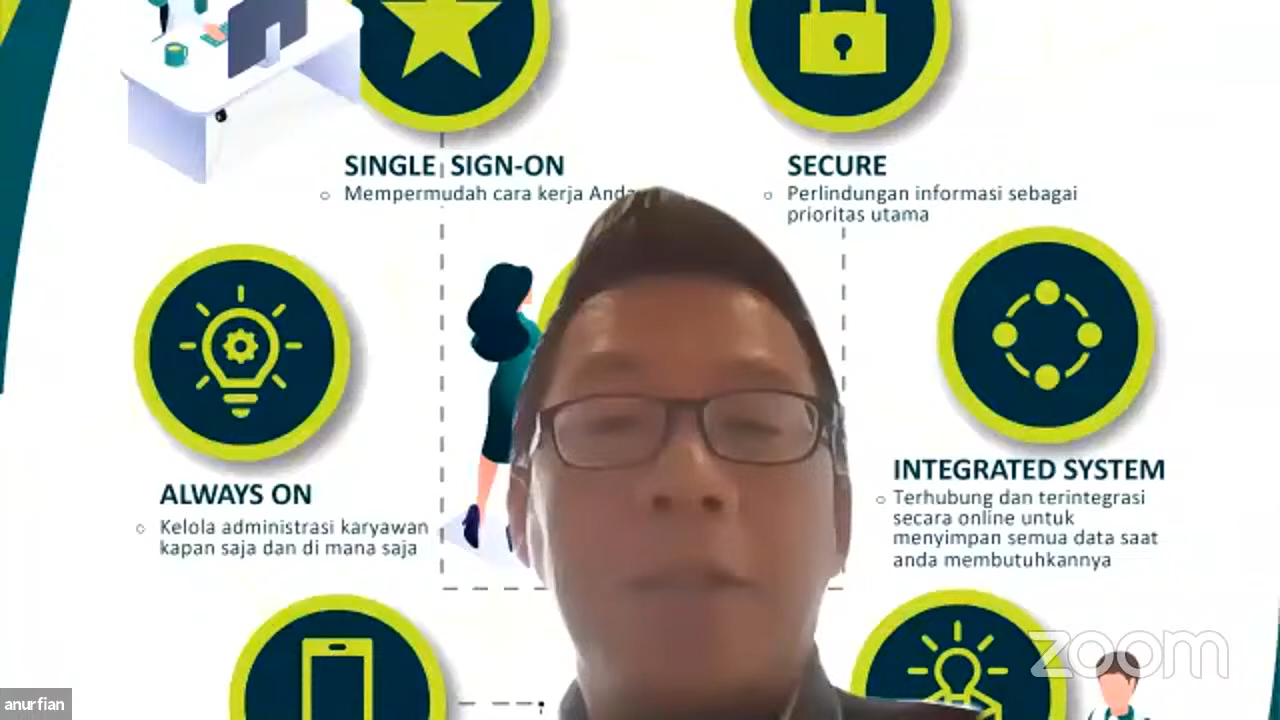 SINGLE SIGN-ON
Mempermudah cara kerja Anda
SECURE
Perlindungan informasi sebagai
prioritas utama
ALWAYS ON
Kelola administrasi karyawan
kapan saja dan di mana saja
INTEGRATED SYSTEM
Terhubung dan terintegrasi
secara online untuk
menyimpan semua data saat
anda membutuhkannya
zoom
anurfian